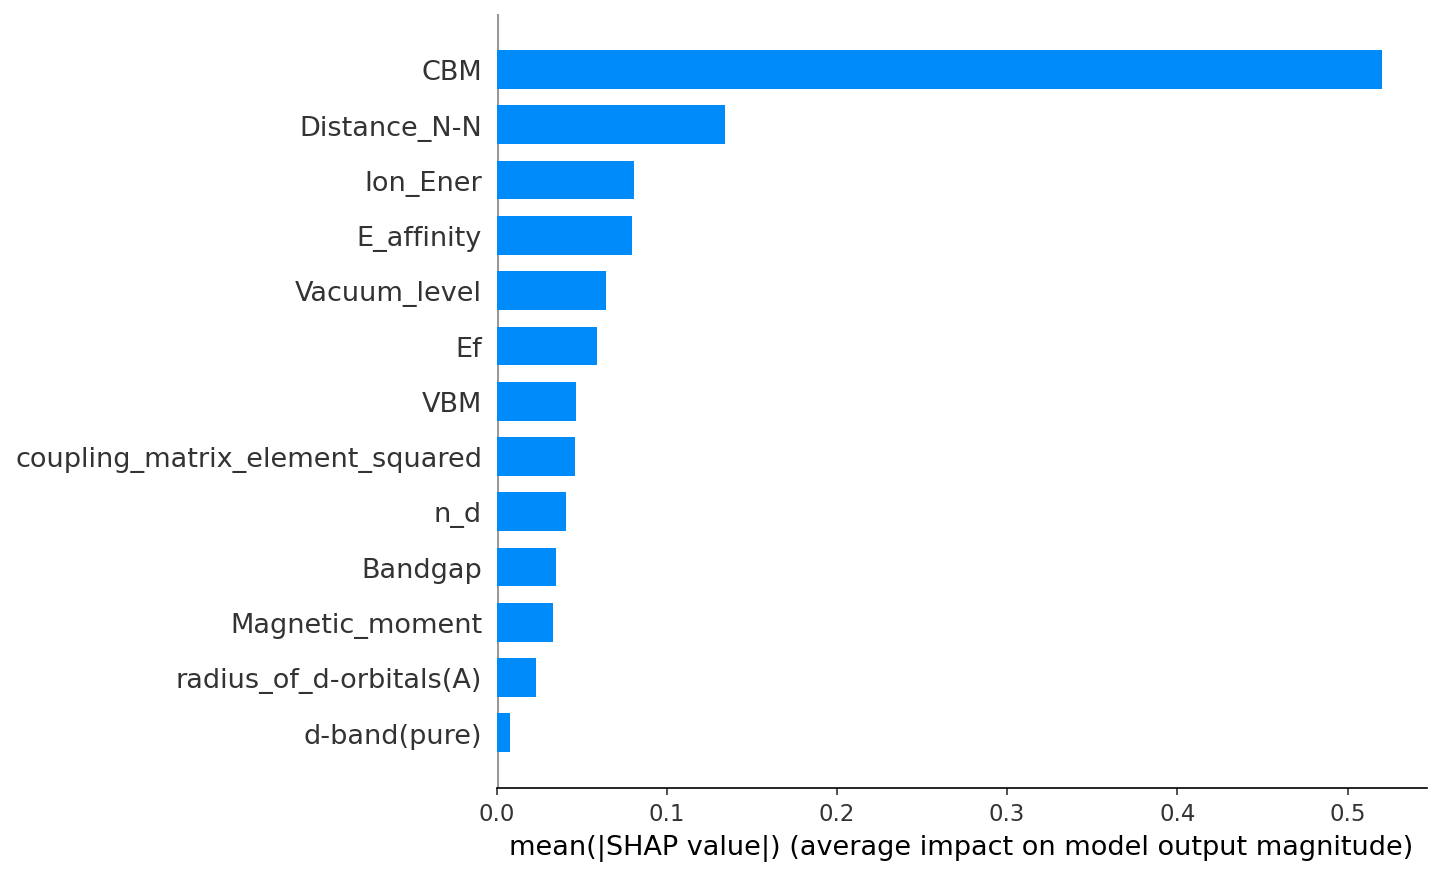 CBM
Distance_N-N
Ion_Ener
E_affinity
Vacuum_level
Ef
VBM
coupling_matrix_element_squared
n_d
Bandgap
Magnetic_moment
radius_of_d-orbitals(A)
d-band(pure)
0.0 0.1 0.2 0.3 0.4 0.5
mean(|SHAP value|) (average impact on model output magnitude)